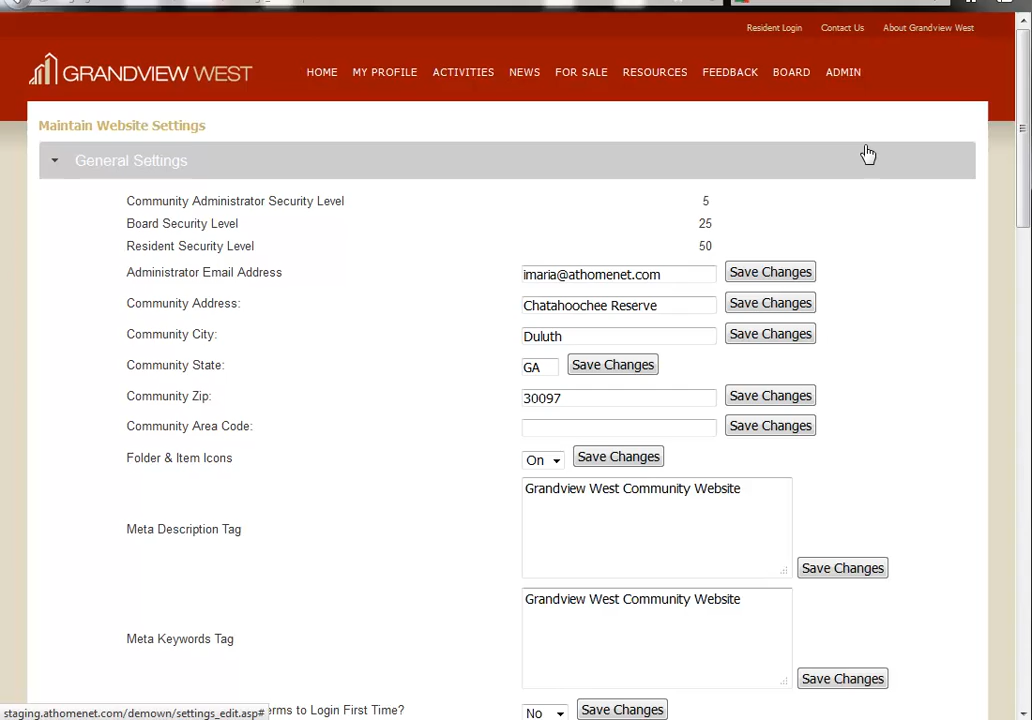 Resident Login Contact Us About Grandview West
GRANDVIEW WEST HOME MY PROFILE ACTIVITIES NEWS FOR SALE RESOURCES FEEDBACK BOARD ADMIN
Maintain Website Settings
General Settings
Community Administrator Security Level 5
Board Security Level 25
Resident Security Level 50
Administrator Email Address imaria@athomenet.com Save Changes
Community Address: Chatahoochee Reserve Save Changes
Community City: Duluth Save Changes
Community State: GA Save Changes
Community Zip: 30097 Save Changes
Community Area Code: Save Changes
Folder & Item Icons On Save Changes
Grandview West Community Website
Meta Description Tag
Save Changes
Grandview West Community Website
Meta Keywords Tag
Save Changes
staging.athomenet.com/demown/settings_edit.asp# erms to Login First Time? No Save Changes